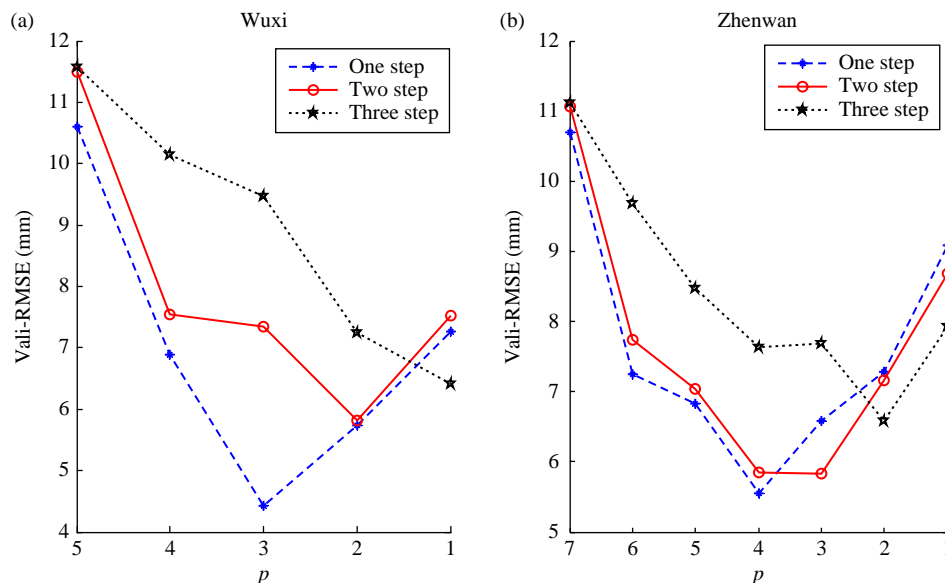 (a)
Wuxi
12
11
10
9
8
7
6
5
4
Vali-RMSE (mm)
One step
Two step
Three step
5 4 3 2 1
p
(b)
Zhenwan
12
11
10
9
8
7
6
5
Vali-RMSE (mm)
One step
Two step
Three step
7 6 5 4 3 2
p